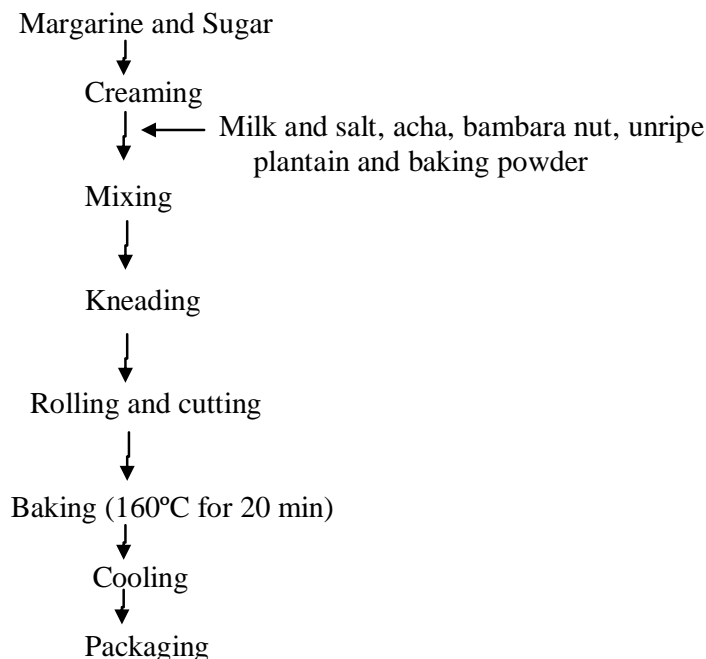 Margarine and Sugar
Creaming
Milk and salt, acha, bambara nut, unripe
plantain and baking powder
Mixing
Kneading
Rolling and cutting
Baking (160ºC for 20 min)
Cooling
Packaging